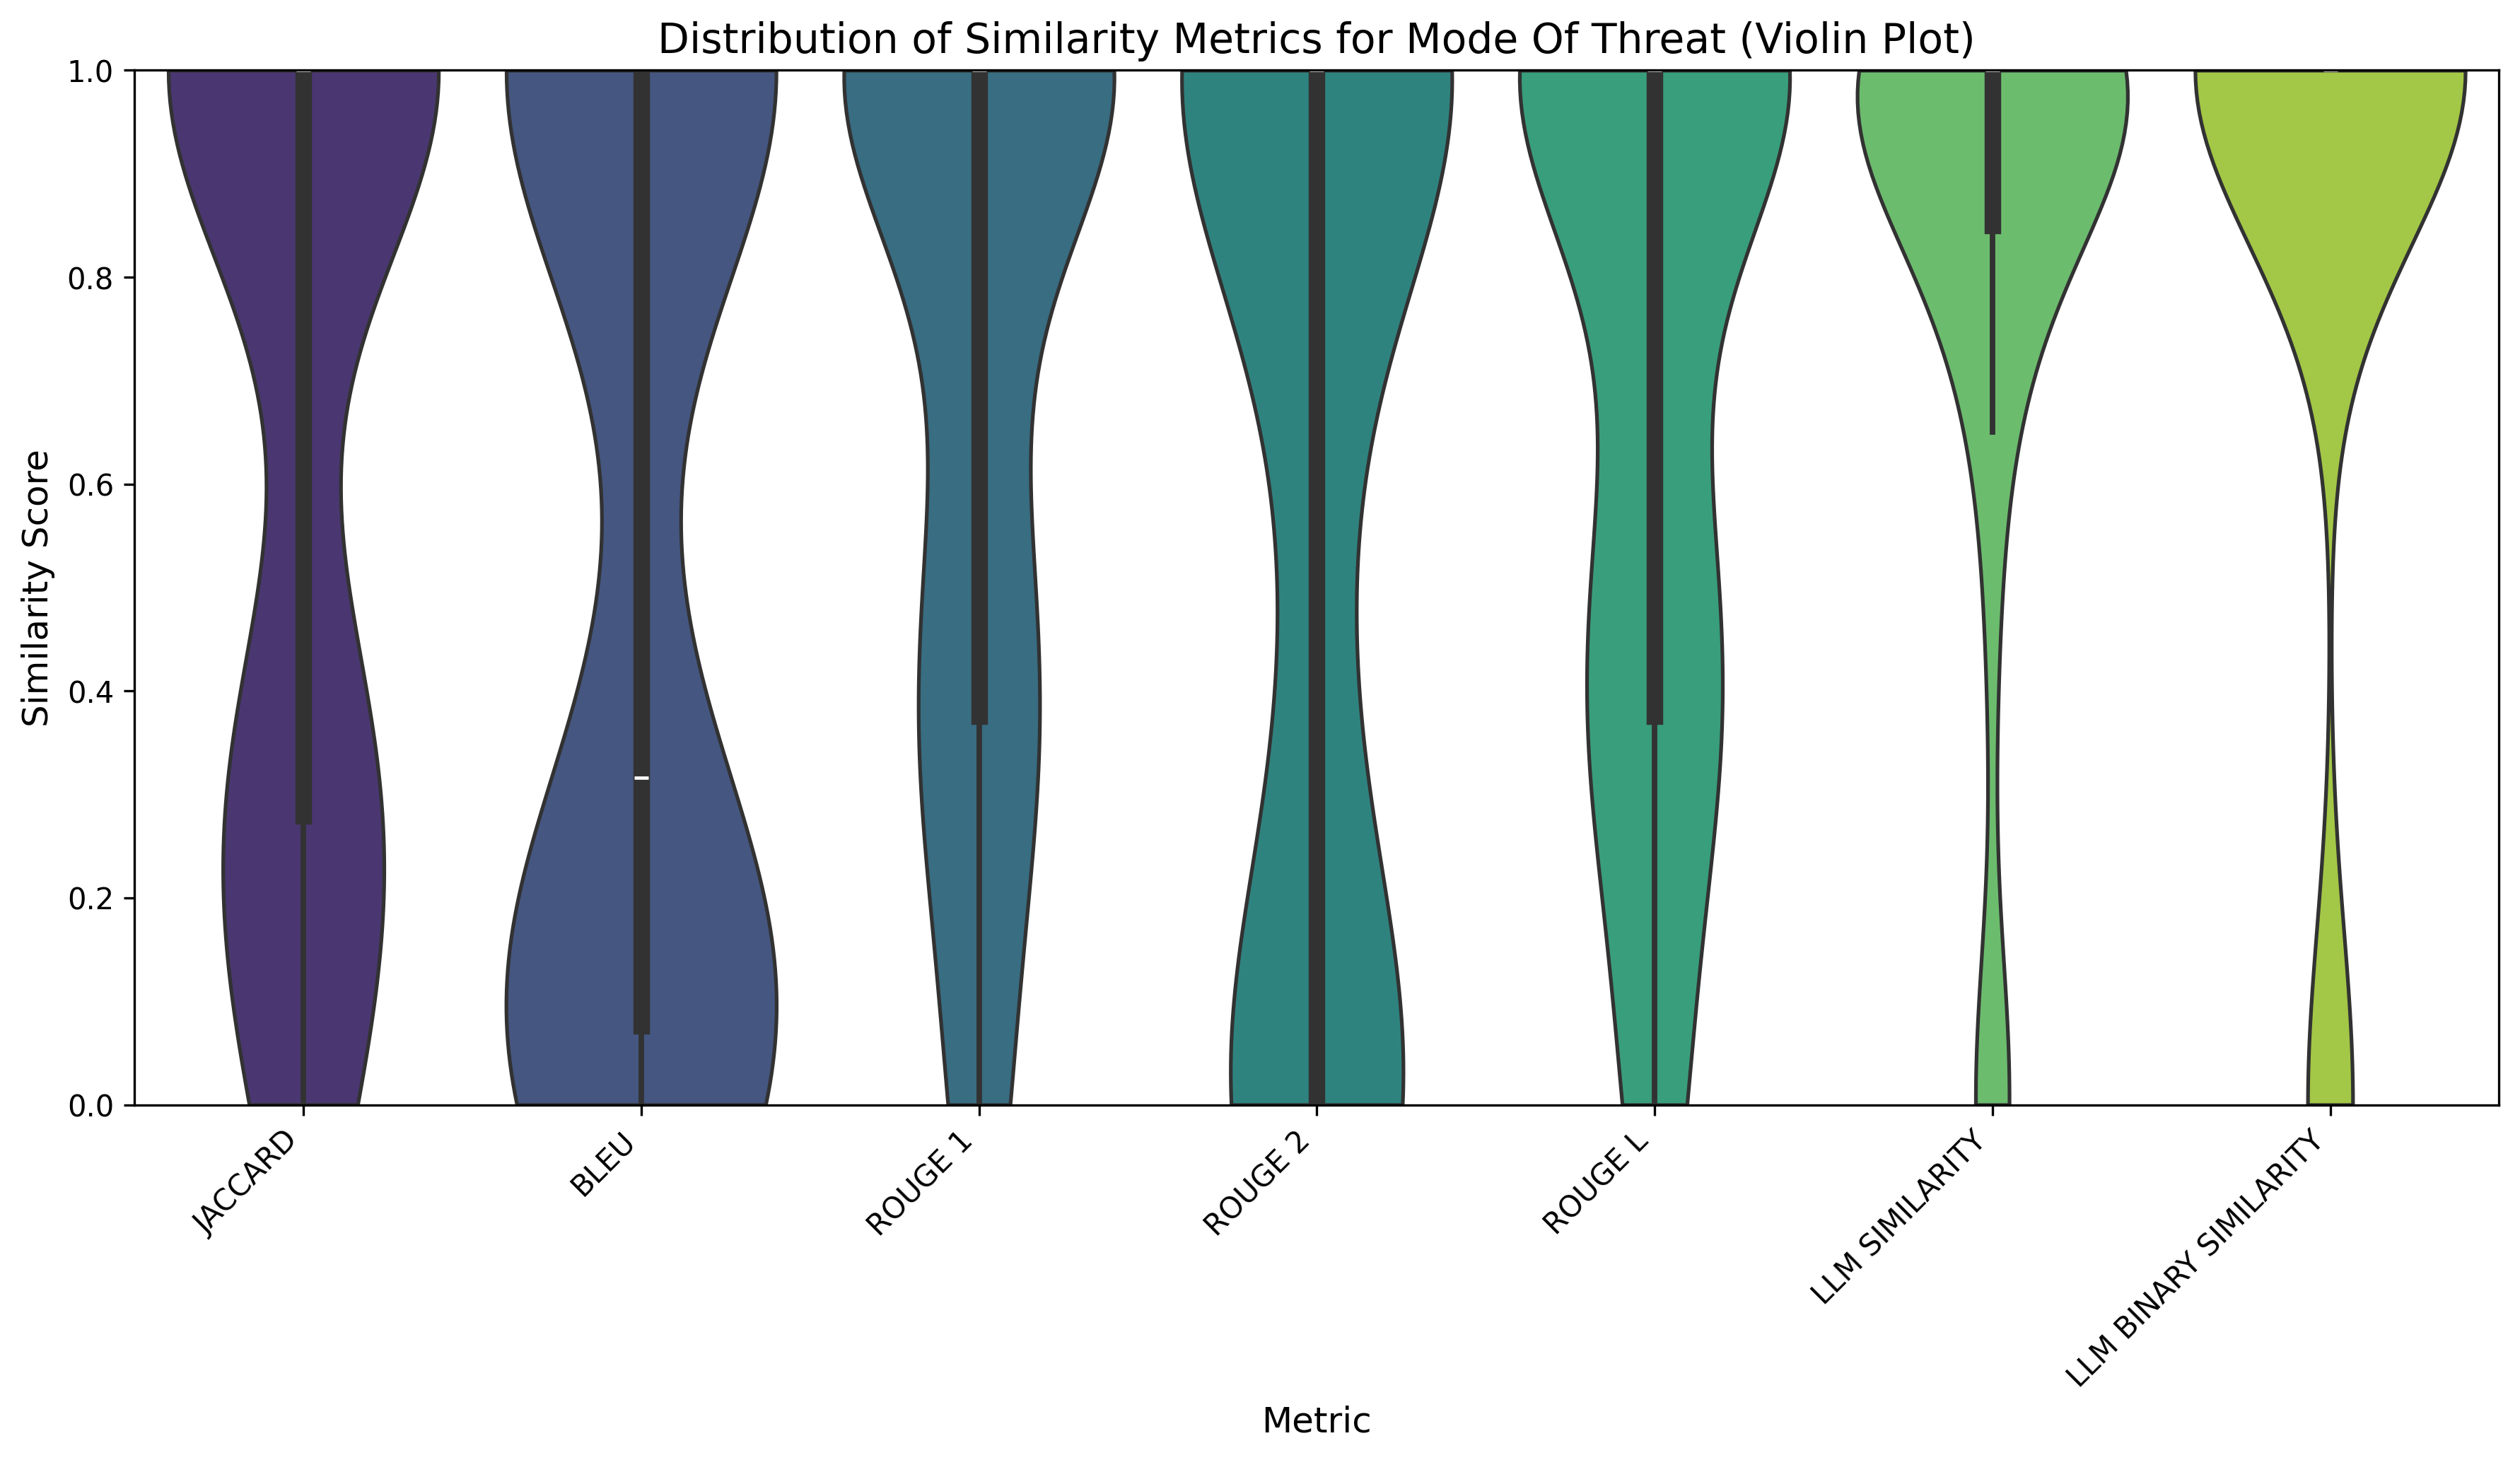 Distribution of Similarity Metrics for Mode Of Threat (Violin Plot)
1.0
0.8
0.6
0.4
0.2
0.0
Similarity Score
JACCARD
BLEU
ROUGE 1
ROUGE 2
ROUGE L
LLM SIMILARITY
LLM BINARY SIMILARITY
Metric